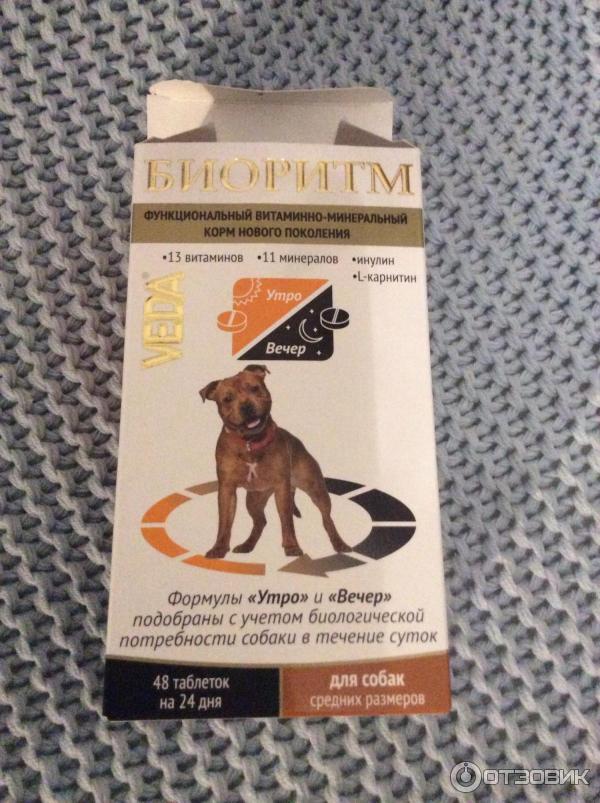 БИОРИТМ
ФУНКЦИОНАЛЬНЫЙ ВИТАМИННО-МИНЕРАЛЬНЫЙ
КОРМ НОВОГО ПОКОЛЕНИЯ
•13 витаминов •11 минералов •инулин
•L-карнитин
VEDA®
Утро
Вечер
Формулы «Утро» и «Вечер»
подобраны с учетом биологической
потребности собаки в течение суток
48 таблеток
на 24 дня
для собак
средних размеров
ОТЗОВИК